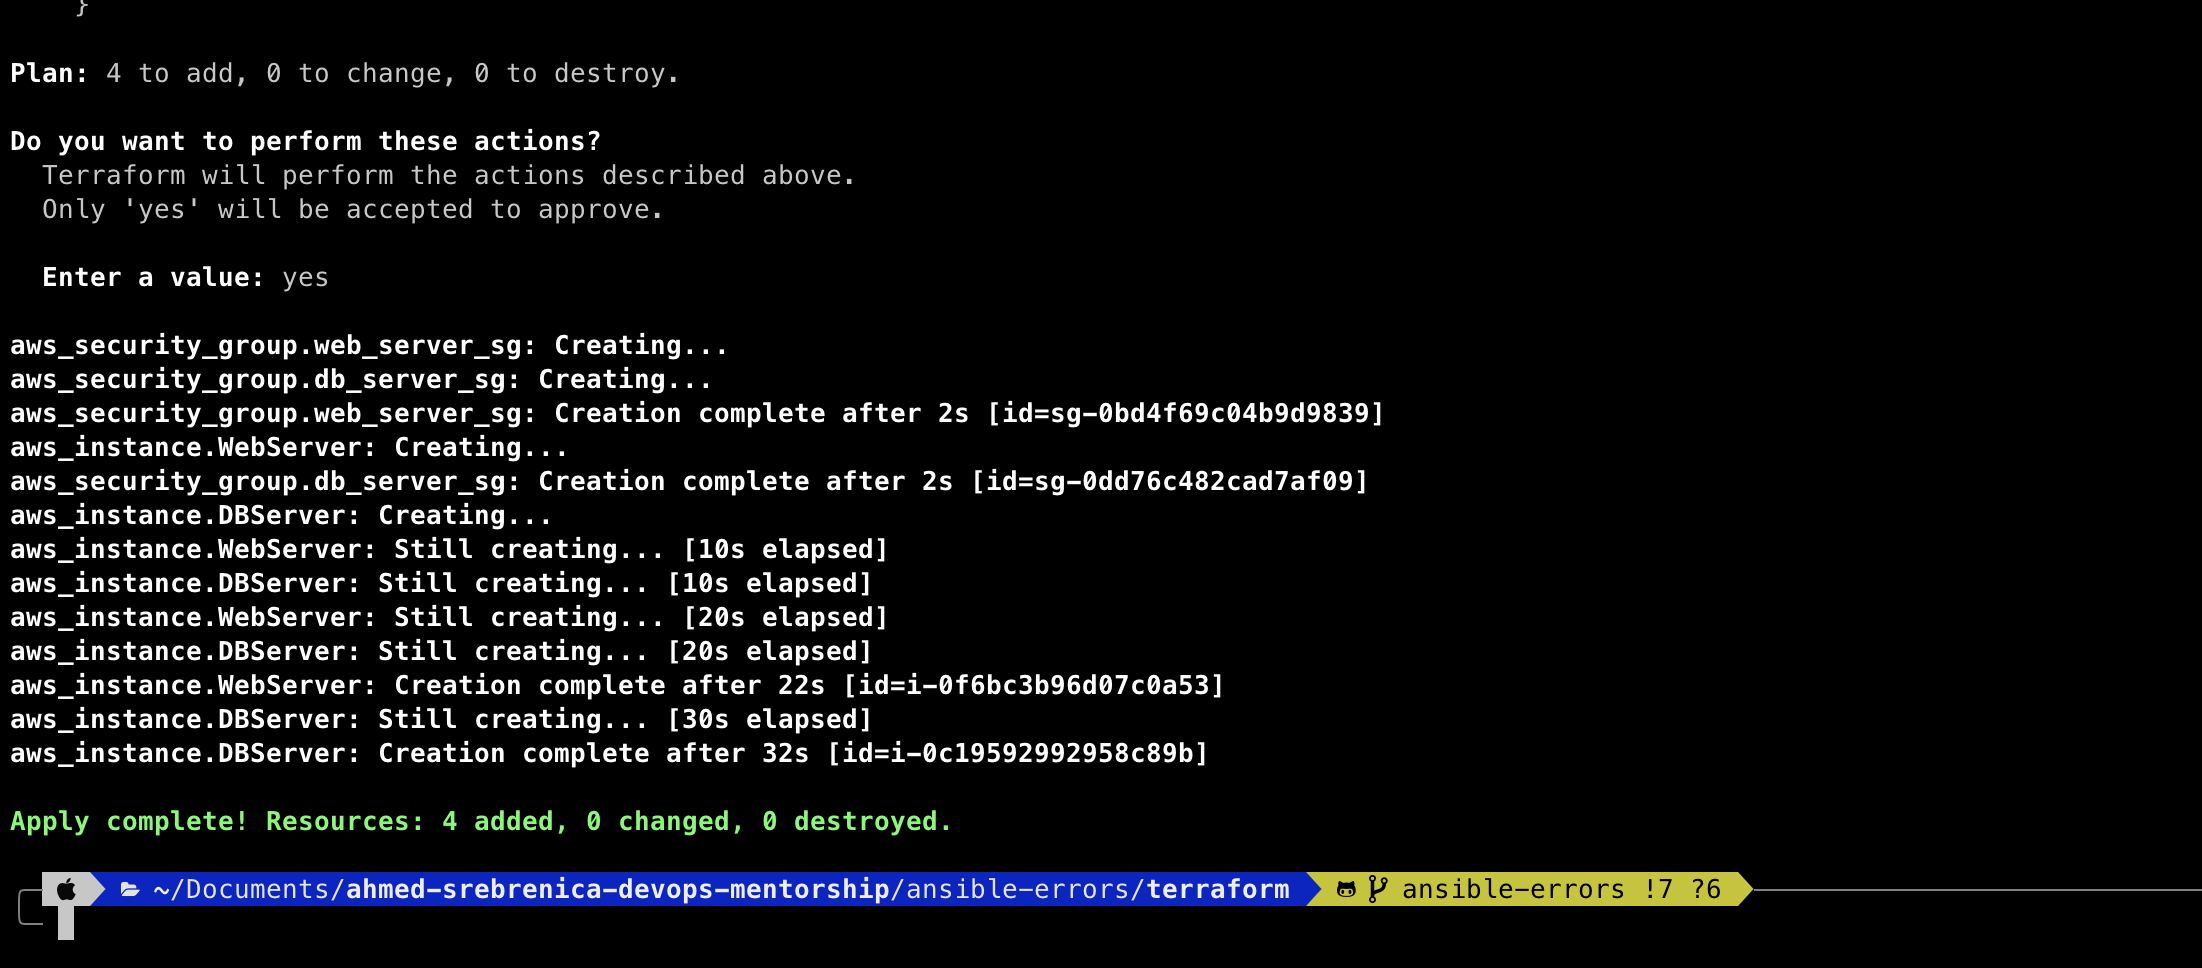 }
Plan: 4 to add, 0 to change, 0 to destroy.
Do you want to perform these actions?
Terraform will perform the actions described above.
Only 'yes' will be accepted to approve.
Enter a value: yes
aws_security_group.web_server_sg: Creating...
aws_security_group.db_server_sg: Creating...
aws_security_group.web_server_sg: Creation complete after 2s [id=sg-0bd4f69c04b9d9839]
aws_instance.WebServer: Creating...
aws_security_group.db_server_sg: Creation complete after 2s [id=sg-0dd76c482cad7af09]
aws_instance.DBServer: Creating...
aws_instance.WebServer: Still creating... [10s elapsed]
aws_instance.DBServer: Still creating... [10s elapsed]
aws_instance.WebServer: Still creating... [20s elapsed]
aws_instance.DBServer: Still creating... [20s elapsed]
aws_instance.WebServer: Creation complete after 22s [id=i-0f6bc3b96d07c0a53]
aws_instance.DBServer: Still creating... [30s elapsed]
aws_instance.DBServer: Creation complete after 32s [id=i-0c19592992958c89b]
Apply complete! Resources: 4 added, 0 changed, 0 destroyed.
~/Documents/ahmed-srebrenica-devops-mentorship/ansible-errors/terraform ansible-errors !7 ?6